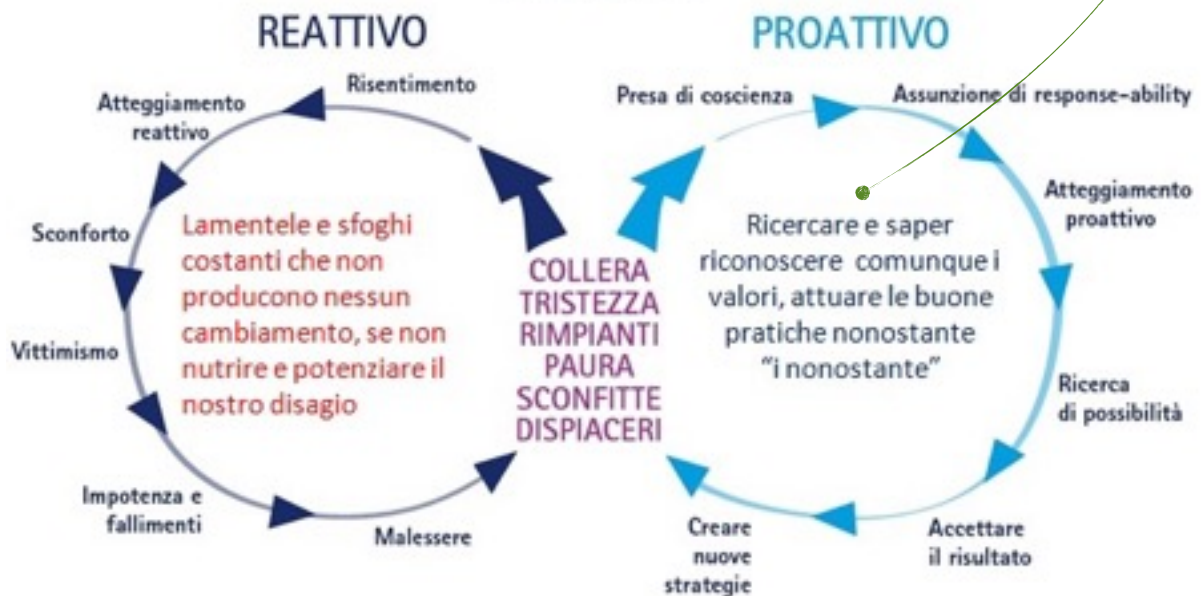 REATTIVO
Risentimento
Atteggiamento
reattivo
Sconforto
Vittimismo
Impotenza e
fallimenti
Malessere
Lamentele e sfoghi
costanti che non
producono nessun
cambiamento, se non
nutrire e potenziare il
nostro disagio
COLLERA
TRISTEZZA
RIMPIANTI
PAURA
SCONFITTE
DISPIACERI
PROATTIVO
Presa di coscienza
Assunzione di response-ability
Atteggiamento
proattivo
Ricerca
di possibilità
Accettare
il risultato
Creare
nuove
strategie
Ricercare e saper
riconoscere comunque i
valori, attuare le buone
pratiche nonostante
“i nonostante”